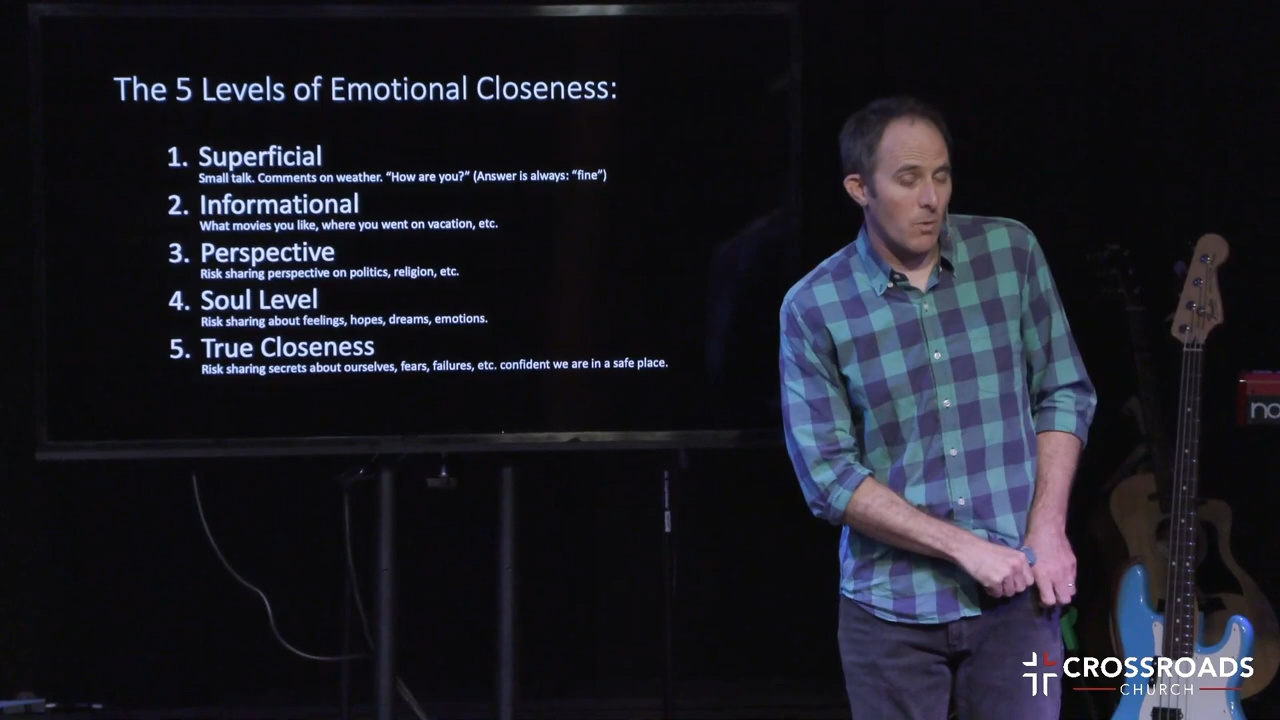 The 5 Levels of Emotional Closeness:
1. Superficial
Small talk. Comments on weather. “How are you?” (Answer is always: “fine”)
2. Informational
What movies you like, where you went on vacation, etc.
3. Perspective
Risk sharing perspective on politics, religion, etc.
4. Soul Level
Risk sharing about feelings, hopes, dreams, emotions.
5. True Closeness
Risk sharing secrets about ourselves, fears, failures, etc. confident we are in a safe place.
CROSSROADS
CHURCH